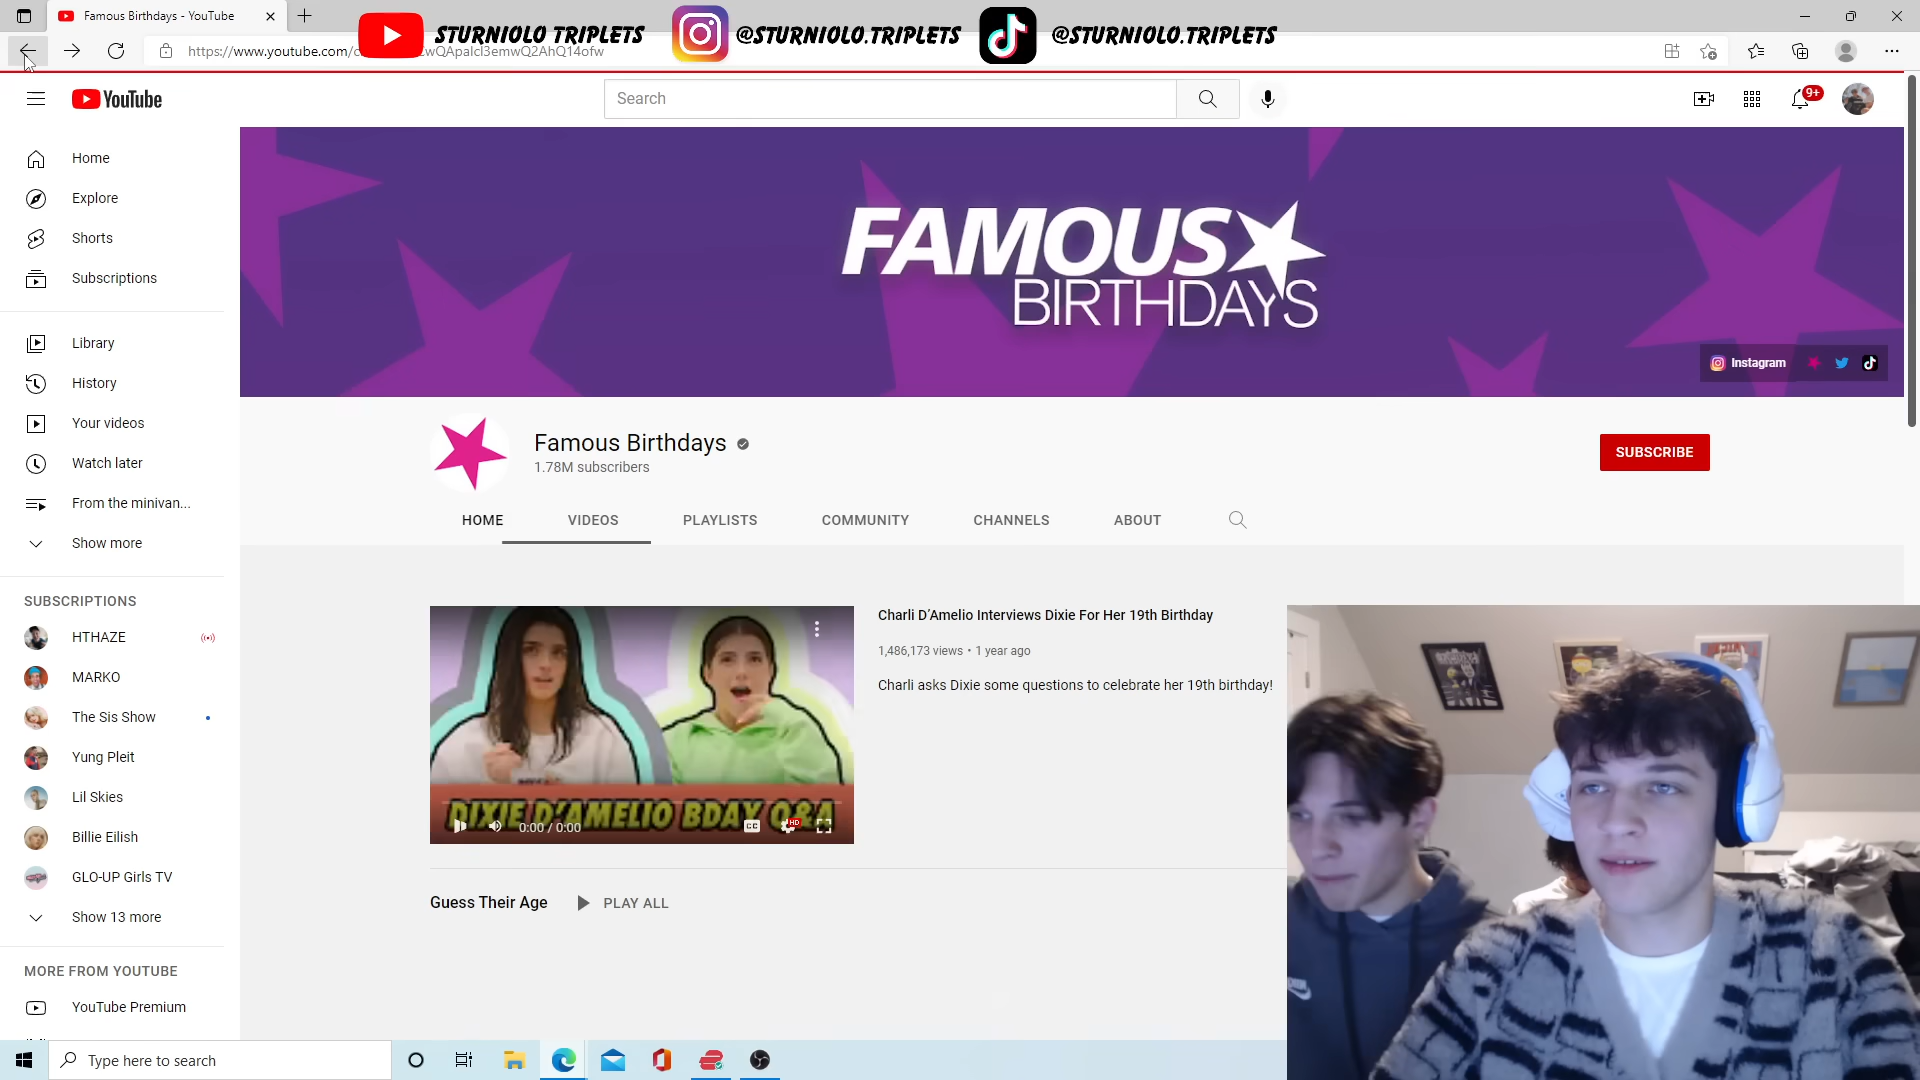 Famous Birthdays - YouTube
STURNIOLO TRIPLETS
@STURNIOLO.TRIPLETS
@STURNIOLO.TRIPLETS
https://www.youtube.com/c
wQApalcl3emwQ2AhQ14ofw
YouTube
Search
9+
Home
Explore
Shorts
Subscriptions
Library
History
Your videos
Watch later
From the minivan...
Show more
SUBSCRIPTIONS
HTHAZE
MARKO
The Sis Show
Yung Pleit
Lil Skies
Billie Eilish
GLO-UP Girls TV
Show 13 more
MORE FROM YOUTUBE
YouTube Premium
FAMOUS
BIRTHDAYS
Instagram
Famous Birthdays
1.78M subscribers
SUBSCRIBE
HOME
VIDEOS
PLAYLISTS
COMMUNITY
CHANNELS
ABOUT
DIXIE D'AMELIO BDAY Q&A
0:00 / 0:00
CC
HD
Charli D'Amelio Interviews Dixie For Her 19th Birthday
1,486,173 views • 1 year ago
Charli asks Dixie some questions to celebrate her 19th birthday!
Guess Their Age
PLAY ALL
Type here to search